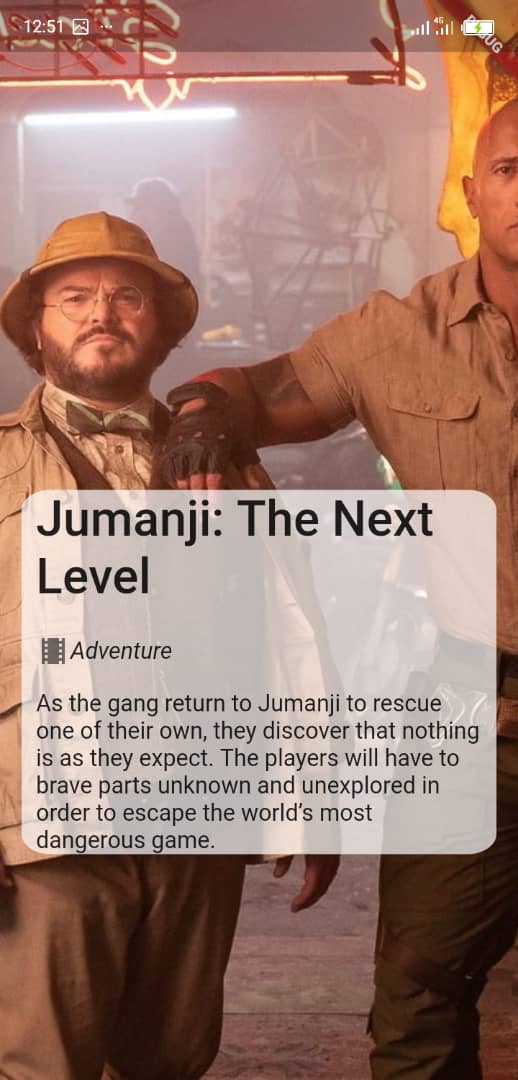 12:51 ...
4G
DEBUG
Jumanji: The Next
Level
Adventure
As the gang return to Jumanji to rescue
one of their own, they discover that nothing
is as they expect. The players will have to
brave parts unknown and unexplored in
order to escape the world’s most
dangerous game.